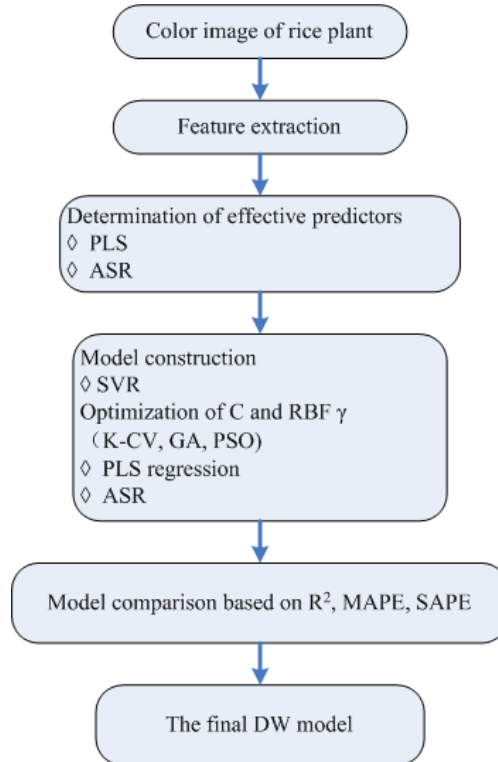 Color image of rice plant
Feature extraction
Determination of effective predictors
◊ PLS
◊ ASR
Model construction
◊ SVR
Optimization of C and RBF γ
（K-CV, GA, PSO)
◊ PLS regression
◊ ASR
Model comparison based on R², MAPE, SAPE
The final DW model